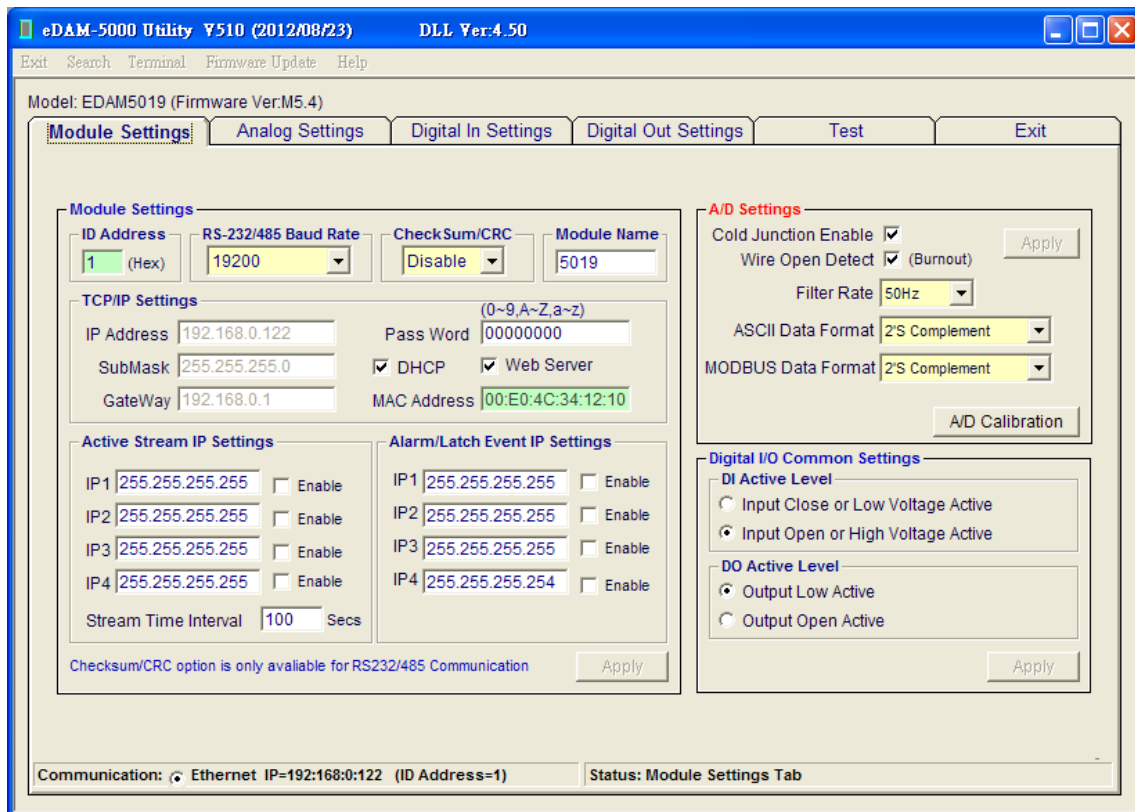 eDAM-5000 Utility V510 (2012/08/23) DLL Ver:4.50
Exit Search Terminal Firmware Update Help
Model: EDAM5019 (Firmware Ver:M5.4)
Module Settings Analog Settings Digital In Settings Digital Out Settings Test Exit
Module Settings
ID Address RS-232/485 Baud Rate CheckSum/CRC Module Name
1 (Hex) 19200 Disable 5019
TCP/IP Settings
(0~9,A~Z,a~z)
IP Address 192.168.0.122 Pass Word 00000000
SubMask 255.255.255.0 DHCP Web Server
GateWay 192.168.0.1 MAC Address 00:E0:4C:34:12:10
Active Stream IP Settings
IP1 255.255.255.255 Enable
IP2 255.255.255.255 Enable
IP3 255.255.255.255 Enable
IP4 255.255.255.255 Enable
Stream Time Interval 100 Secs
Alarm/Latch Event IP Settings
IP1 255.255.255.255 Enable
IP2 255.255.255.255 Enable
IP3 255.255.255.255 Enable
IP4 255.255.255.254 Enable
Checksum/CRC option is only avaliable for RS232/485 Communication Apply
A/D Settings
Cold Junction Enable Apply
Wire Open Detect (Burnout)
Filter Rate 50Hz
ASCII Data Format 2'S Complement
MODBUS Data Format 2'S Complement
A/D Calibration
Digital I/O Common Settings
DI Active Level
Input Close or Low Voltage Active
Input Open or High Voltage Active
DO Active Level
Output Low Active
Output Open Active
Apply
Communication: Ethernet IP=192:168:0:122 (ID Address=1) Status: Module Settings Tab